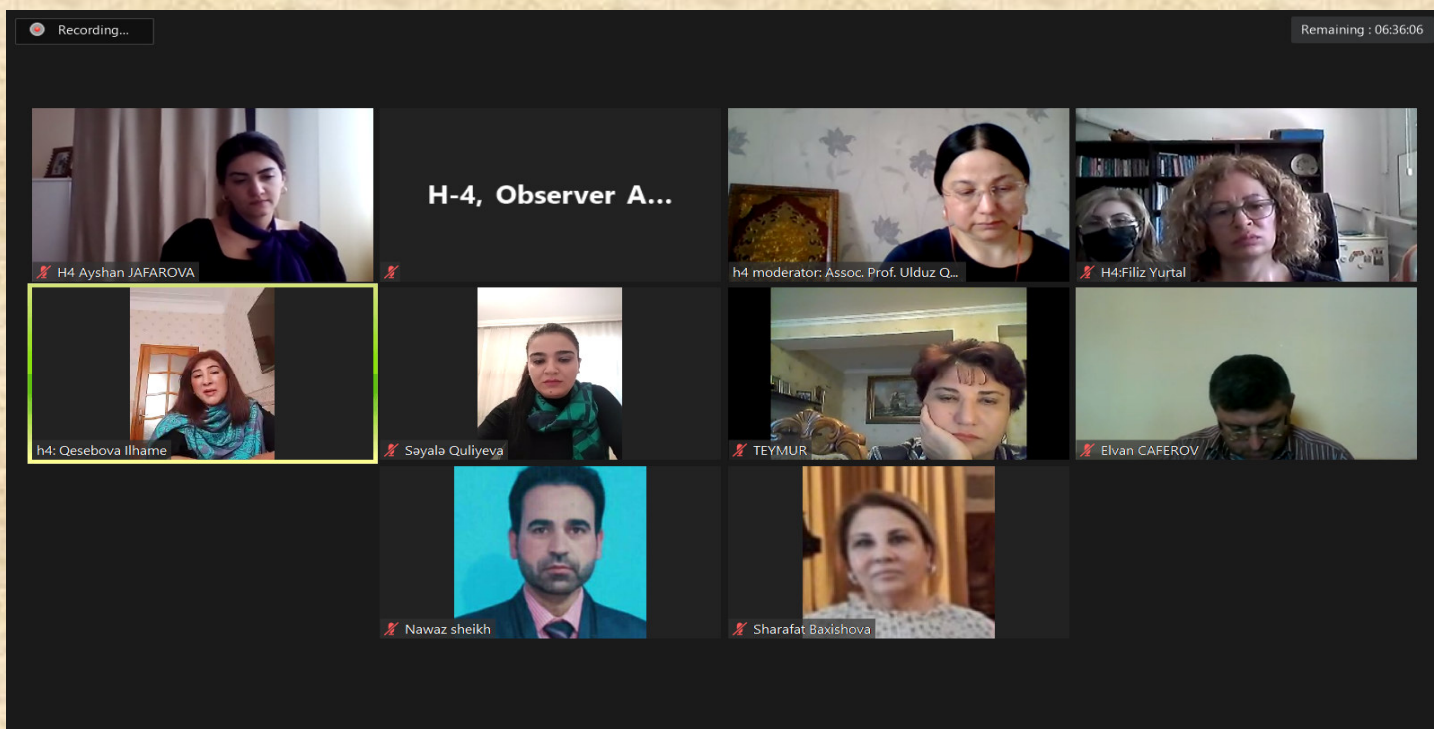 Recording...
Remaining : 06:36:06
H4 Ayshan JAFAROVA
H-4, Observer A...
h4 moderator: Assoc. Prof. Ulduz Q...
H4:Filiz Yurtal
h4: Qesebova Ilhame
Səyalə Quliyeva
TEYMUR
Elvan CAFEROV
Nawaz sheikh
Sharafat Baxishova